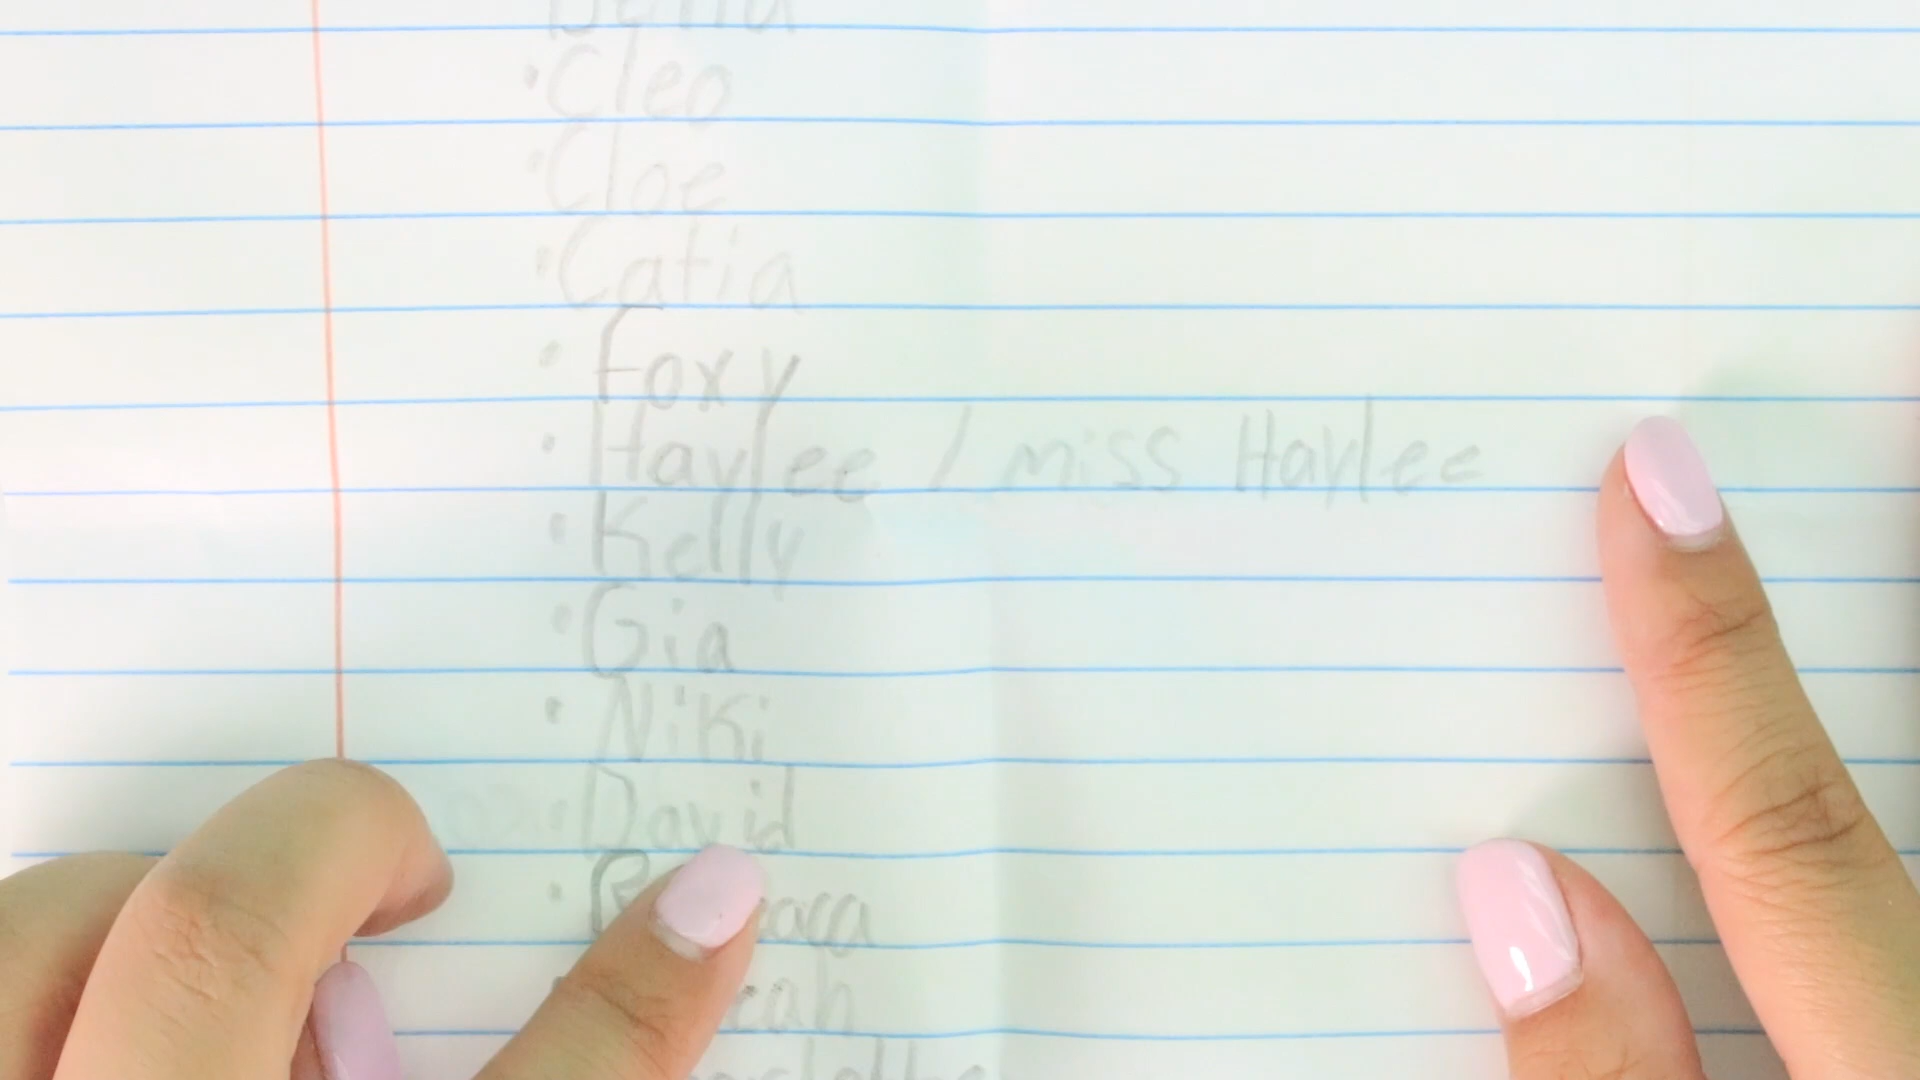 ·Cleo
·Cloe
·Catia
· Foxy
· Haylee / miss Haylee
· Kelly
·Gia
· Niki
·David